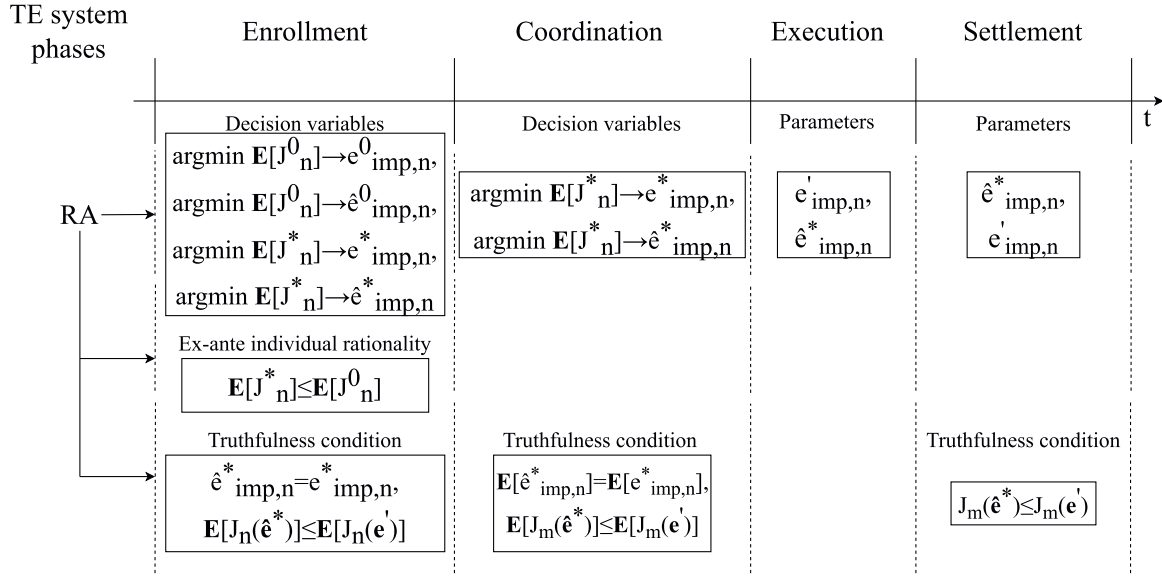 TE system
phases
Enrollment
Coordination
Execution
Settlement
t
Decision variables
Decision variables
Parameters
Parameters
RA
argmin E[J⁰ₙ]→e⁰imp,n,
argmin E[J⁰ₙ]→ê⁰imp,n,
argmin E[J*ₙ]→e*imp,n,
argmin E[J*ₙ]→ê*imp,n
argmin E[J*ₙ]→e*imp,n,
argmin E[J*ₙ]→ê*imp,n
e'imp,n,
ê*imp,n
ê*imp,n,
e'imp,n
Ex-ante individual rationality
E[J*ₙ]≤E[J⁰ₙ]
Truthfulness condition
ê*imp,n=e*imp,n,
E[Jₙ(ê*)]≤E[Jₙ(e')]
Truthfulness condition
E[ê*imp,n]=E[e*imp,n],
E[Jₘ(ê*)]≤E[Jₘ(e')]
Truthfulness condition
Jₘ(ê*)≤Jₘ(e')